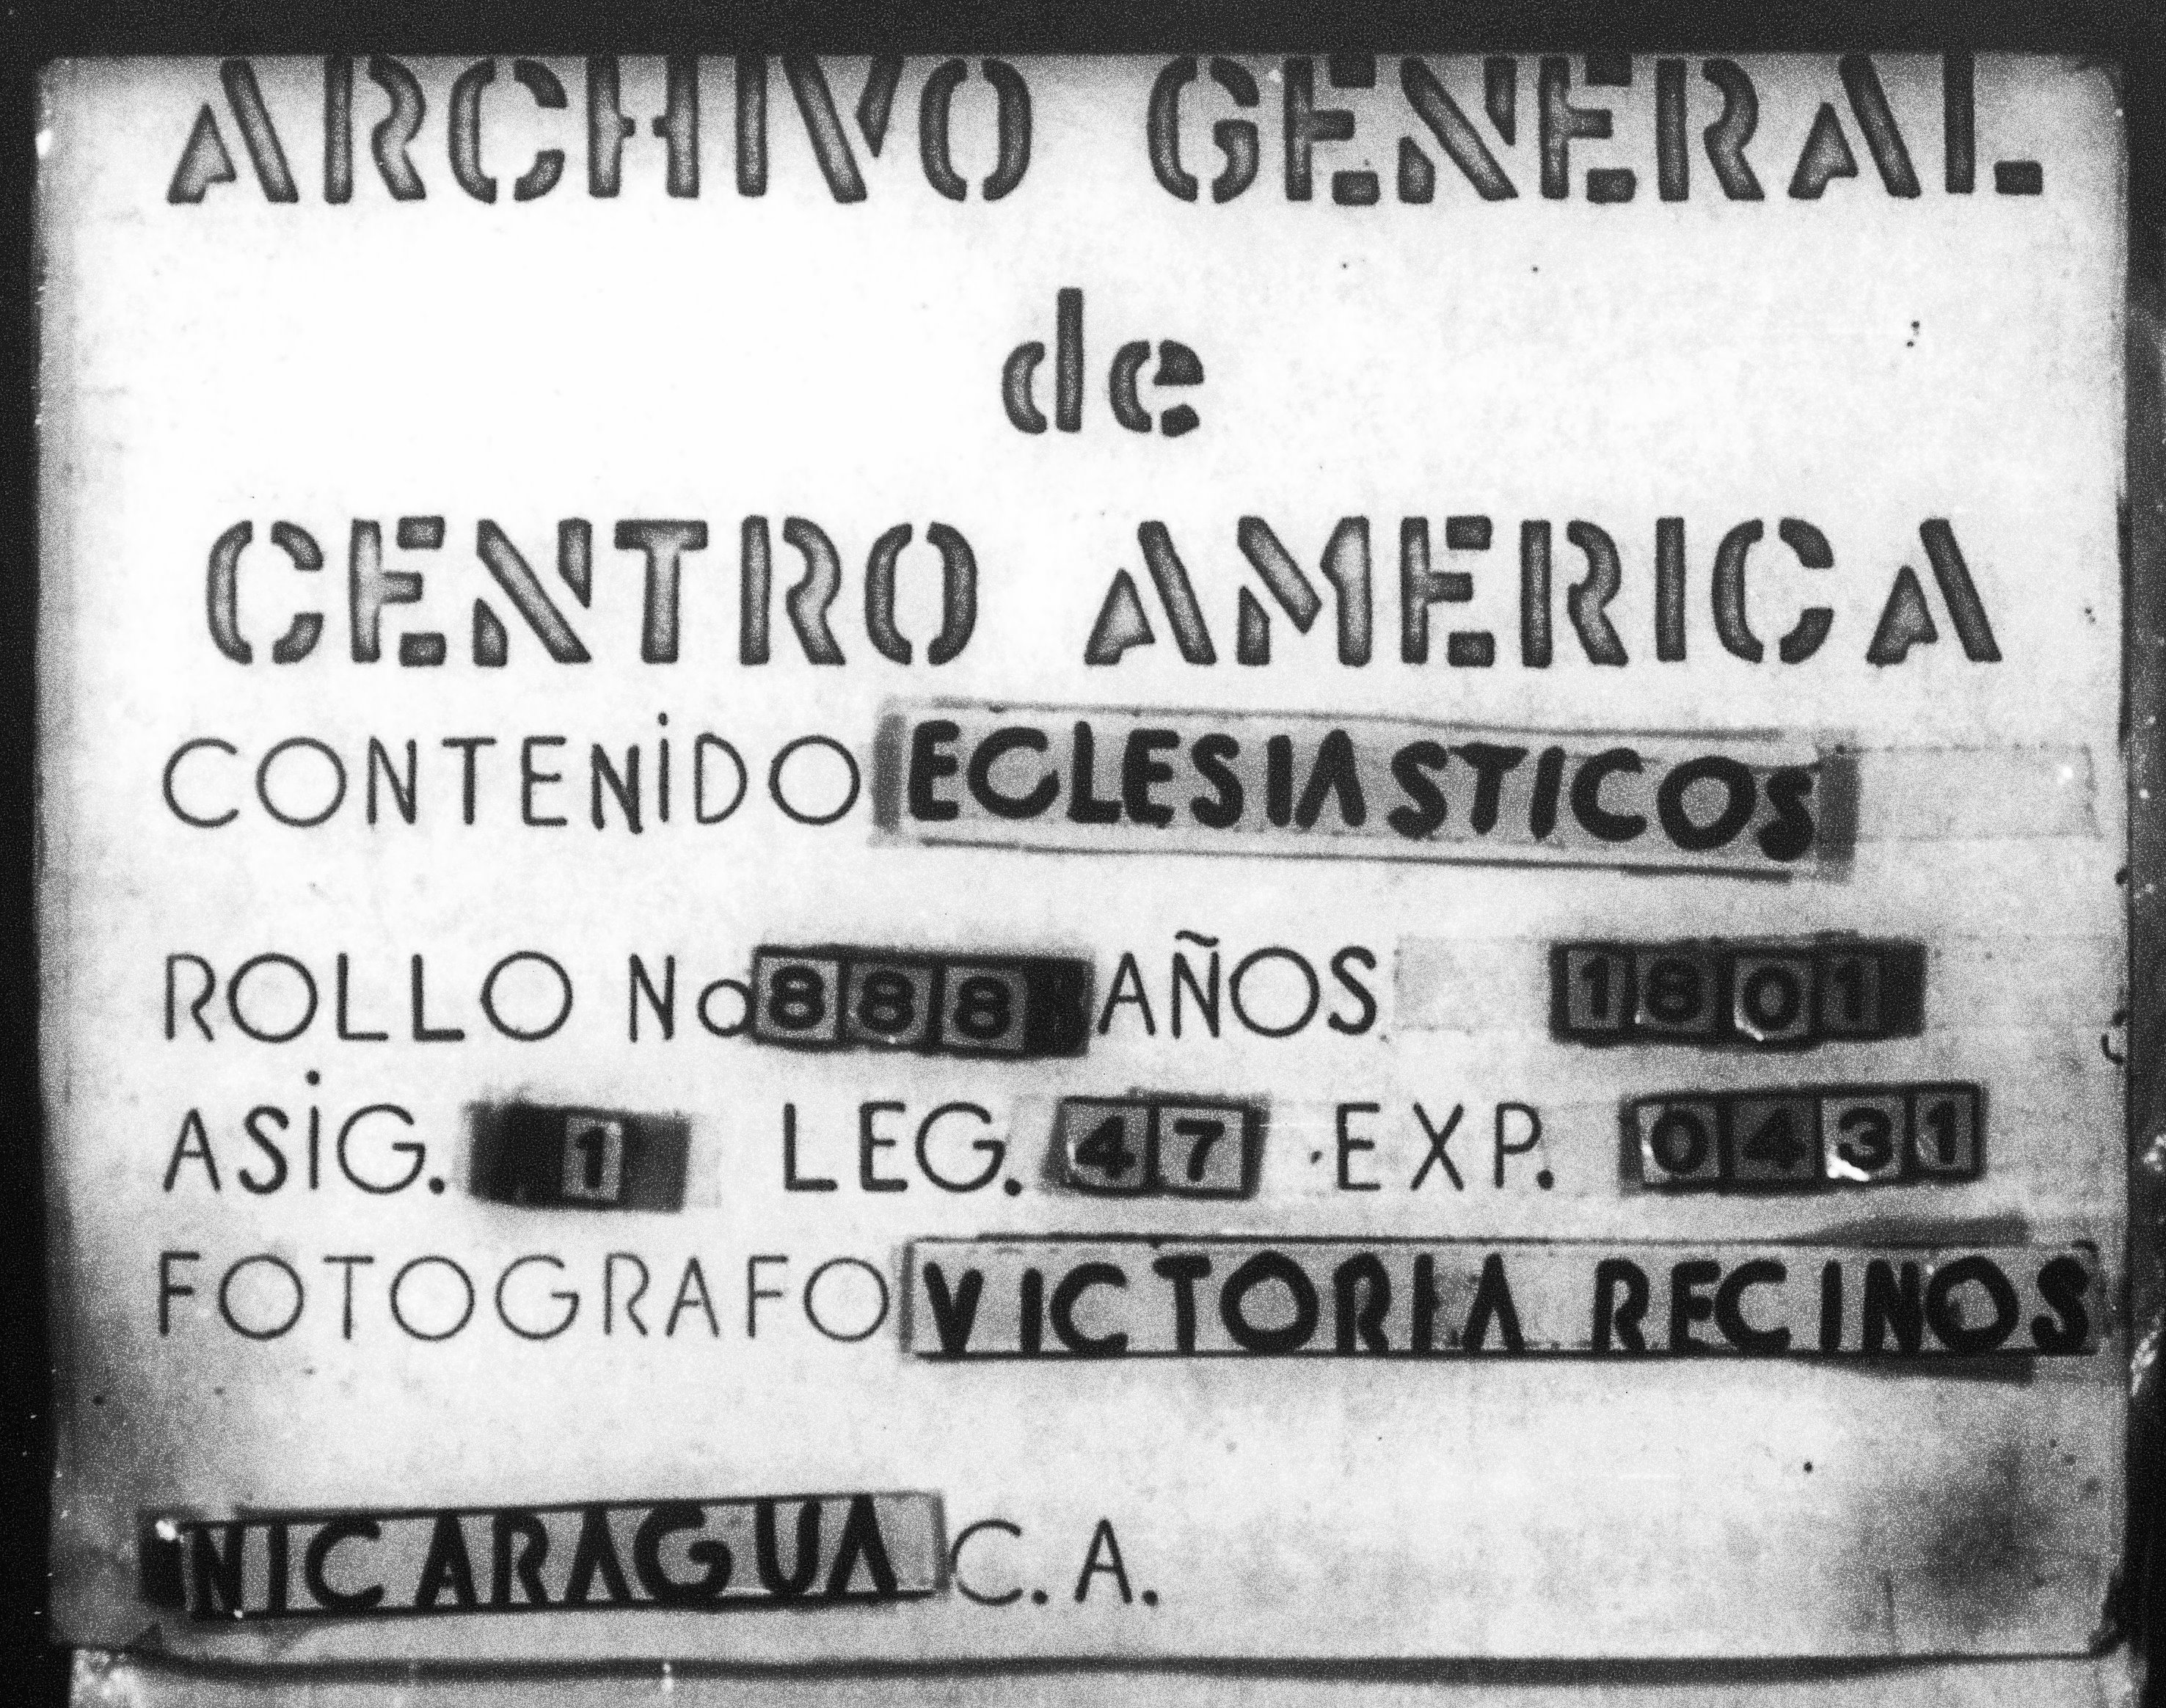 ARCHIVO GENERAL
de
CENTRO AMERICA
CONTENIDO ECLESIASTICOS
ROLLO No 888 AÑOS 1801
ASIG. 1 LEG. 47 EXP. 0431
FOTOGRAFO VICTORIA RECINOS
NICARAGUA C. A.